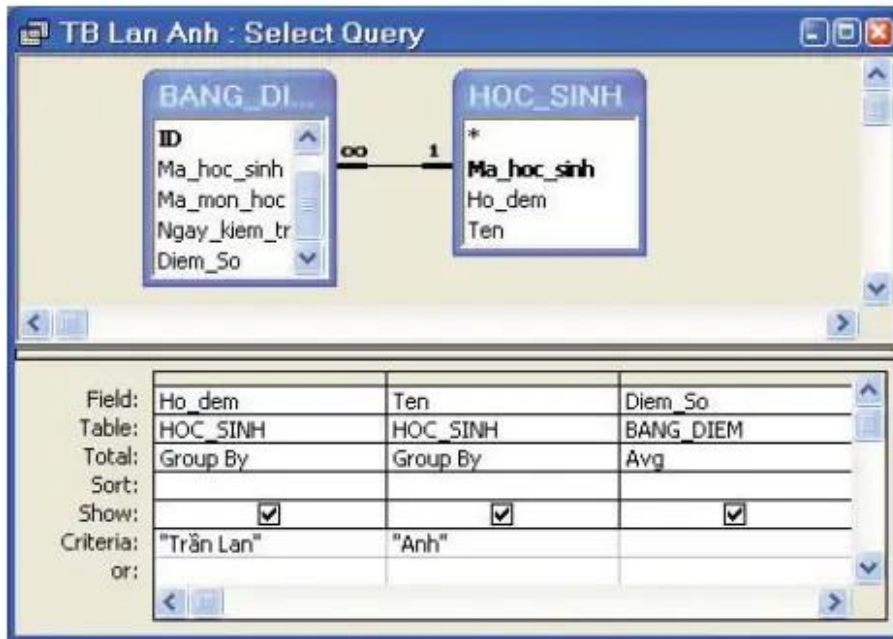 TB Lan Anh : Select Query
BANG_DI...
ID
Ma_hoc_sinh
Ma_mon_hoc
Ngay_kiem_tr
Diem_So
∞ 1
HOC_SINH
*
Ma_hoc_sinh
Ho_dem
Ten
Field: Ho_dem Ten Diem_So
Table: HOC_SINH HOC_SINH BANG_DIEM
Total: Group By Group By Avg
Sort:
Show:
Criteria: "Trần Lan" "Anh"
or: